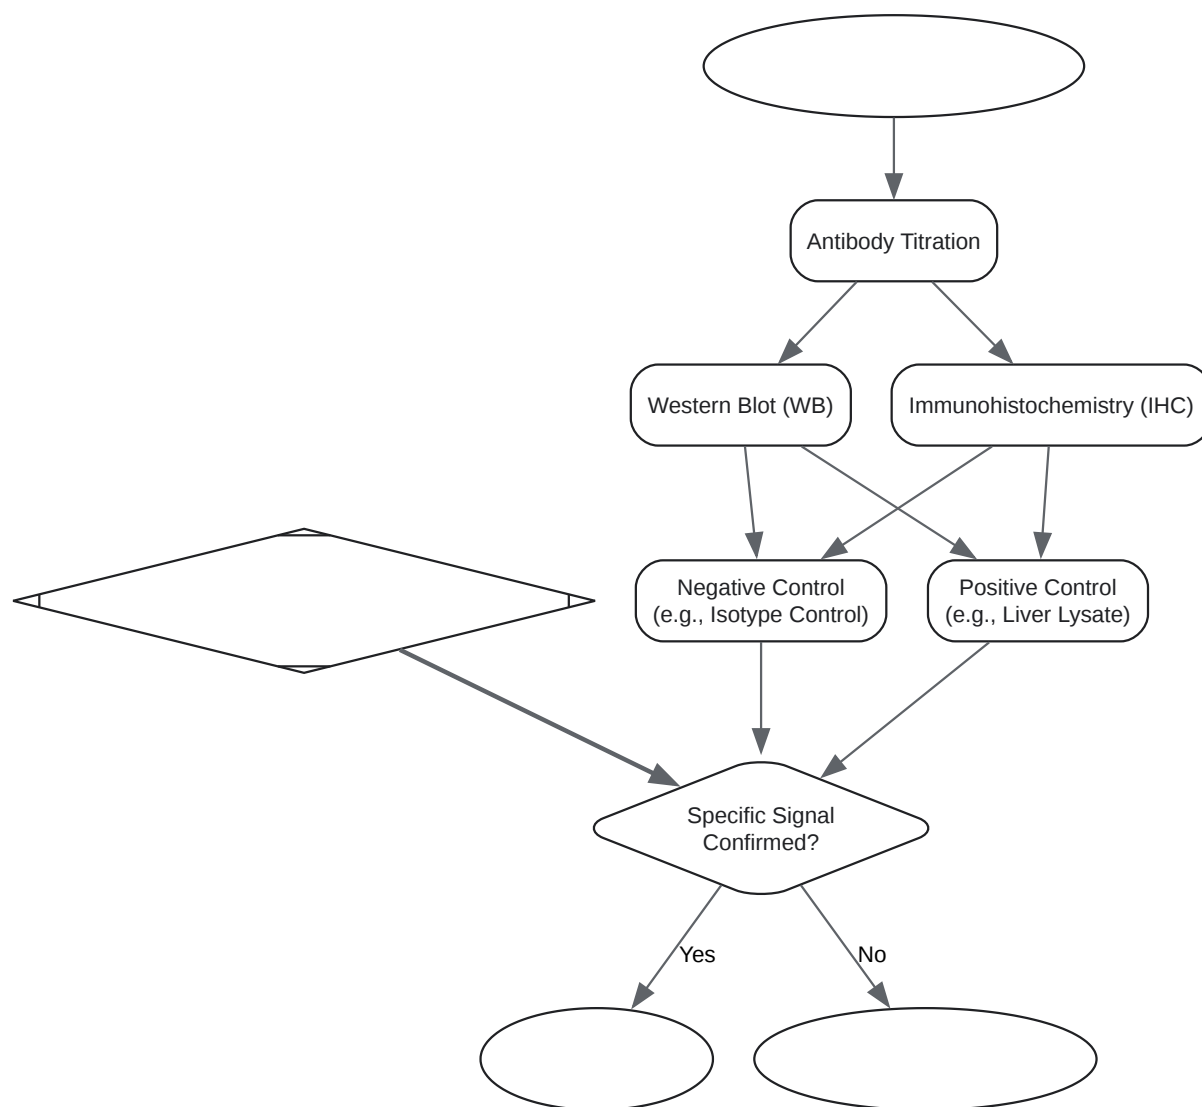 Antibody Titration
Western Blot (WB)
Immunohistochemistry (IHC)
Negative Control
(e.g., Isotype Control)
Positive Control
(e.g., Liver Lysate)
Specific Signal
Confirmed?
Yes
No